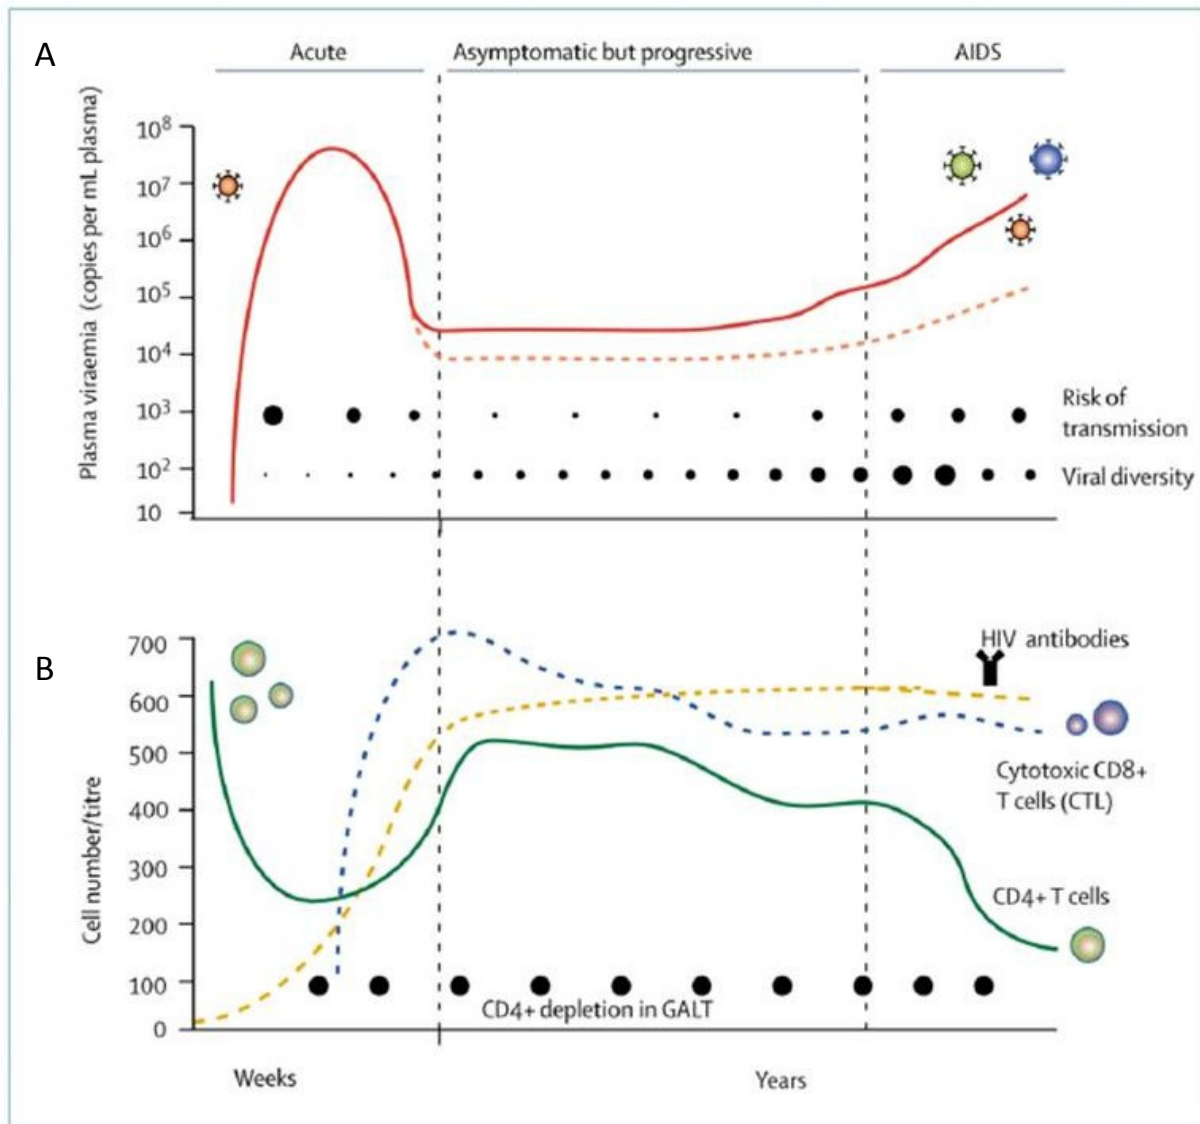 A
Acute
Asymptomatic but progressive
AIDS
Plasma viraemia (copies per mL plasma)
10⁸
10⁷
10⁶
10⁵
10⁴
10³
10²
10
Risk of
transmission
Viral diversity
B
Cell number/titre
700
600
500
400
300
200
100
0
HIV antibodies
Cytotoxic CD8+
T cells (CTL)
CD4+ T cells
CD4+ depletion in GALT
Weeks
Years